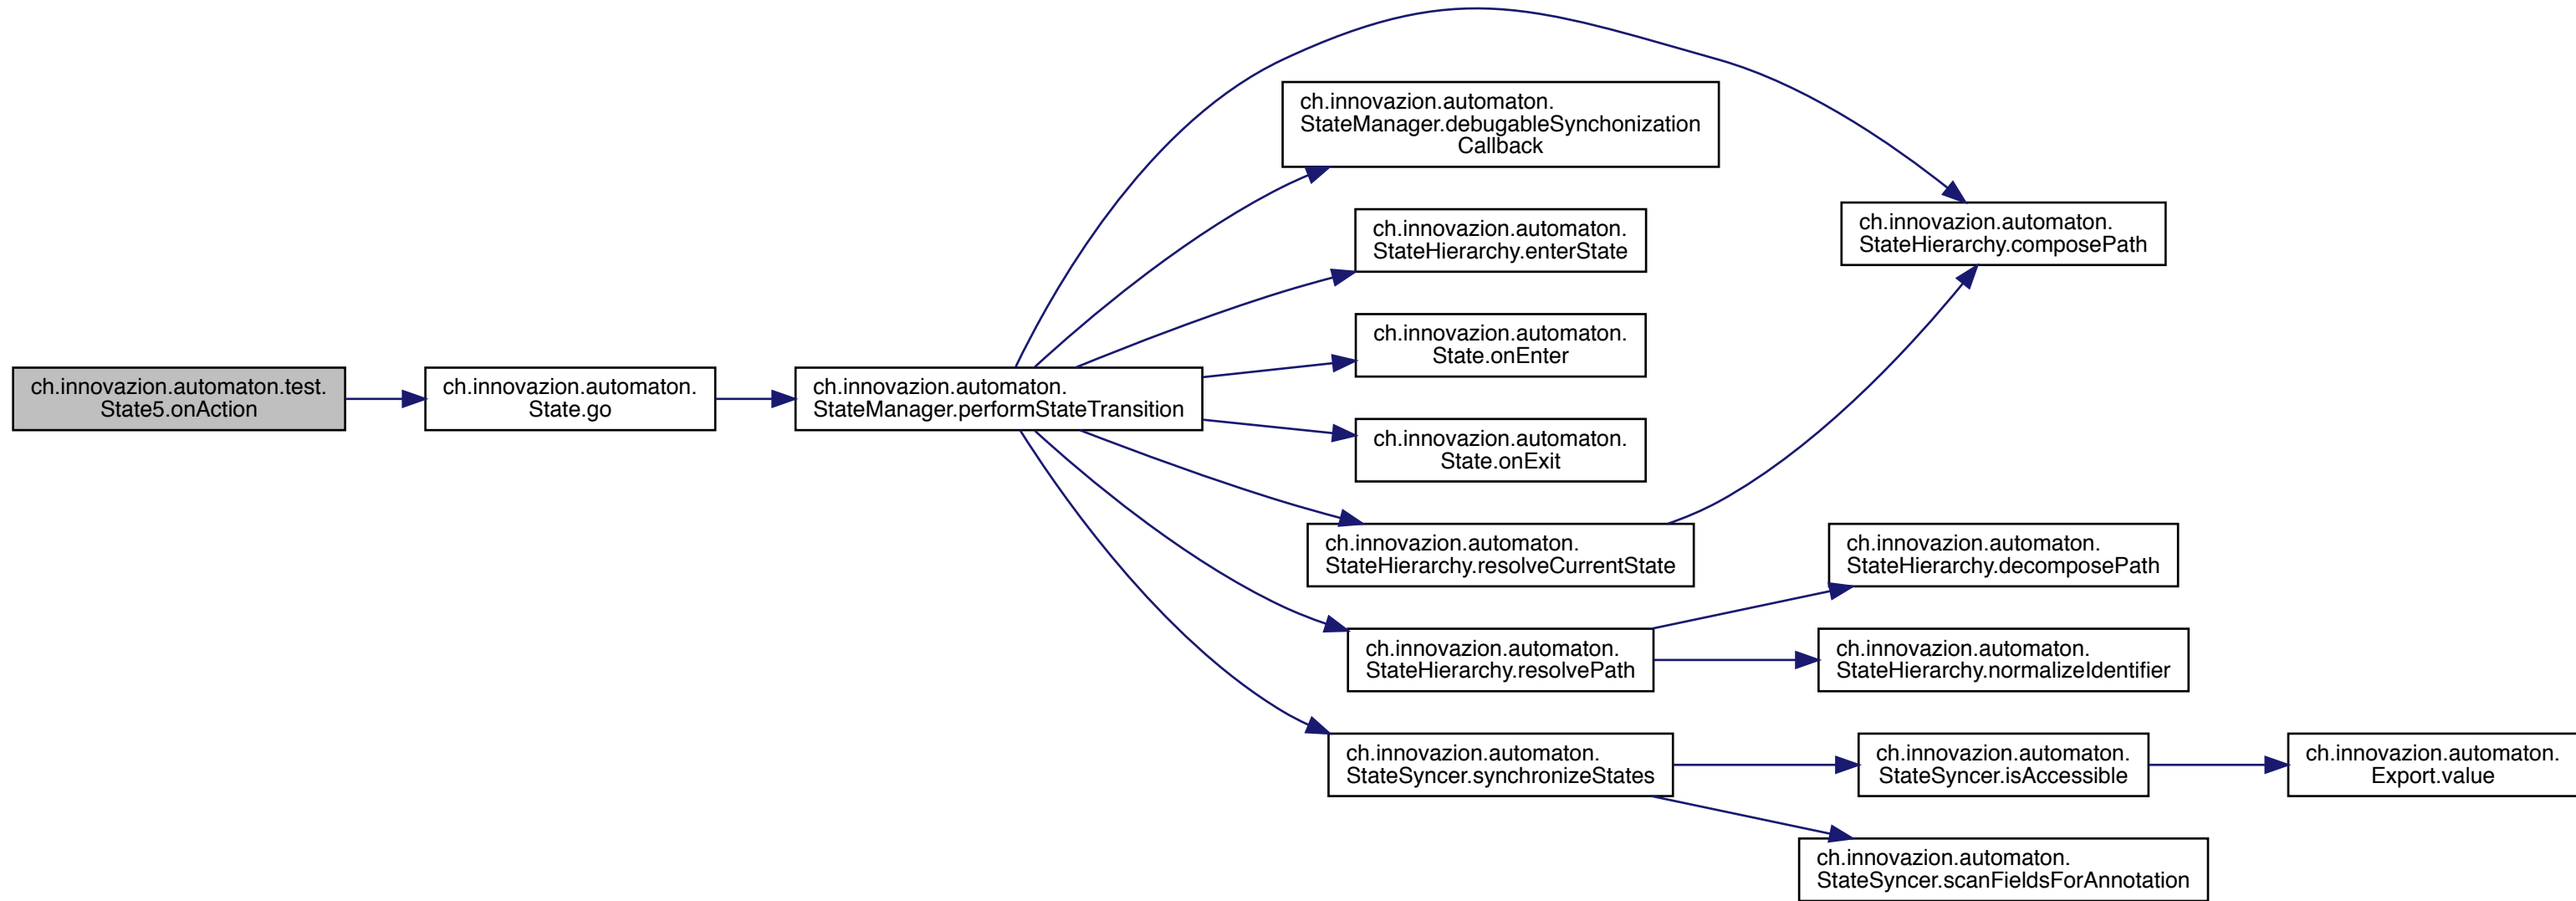 ch.innovazion.automaton.test.
State5.onAction
ch.innovazion.automaton.
State.go
ch.innovazion.automaton.
StateManager.performStateTransition
ch.innovazion.automaton.
StateManager.debugableSynchonization
Callback
ch.innovazion.automaton.
StateHierarchy.enterState
ch.innovazion.automaton.
State.onEnter
ch.innovazion.automaton.
State.onExit
ch.innovazion.automaton.
StateHierarchy.resolveCurrentState
ch.innovazion.automaton.
StateHierarchy.resolvePath
ch.innovazion.automaton.
StateSyncer.synchronizeStates
ch.innovazion.automaton.
StateHierarchy.composePath
ch.innovazion.automaton.
StateHierarchy.decomposePath
ch.innovazion.automaton.
StateHierarchy.normalizeIdentifier
ch.innovazion.automaton.
StateSyncer.isAccessible
ch.innovazion.automaton.
StateSyncer.scanFieldsForAnnotation
ch.innovazion.automaton.
Export.value